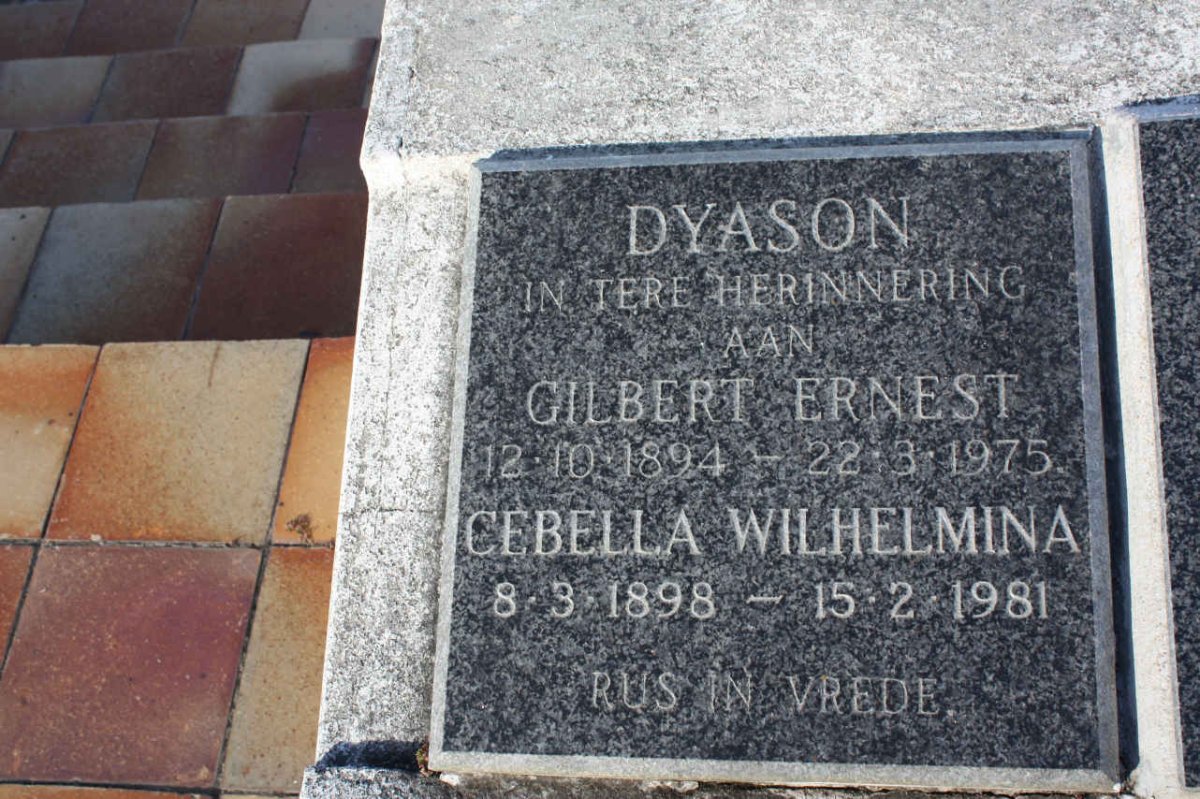 DYASON
IN TERE HERINNERING
AAN
GILBERT ERNEST
12·10·1894 – 22·3·1975.
CEBELLA WILHELMINA
8·3·1898 – 15·2·1981
RUS IN VREDE.